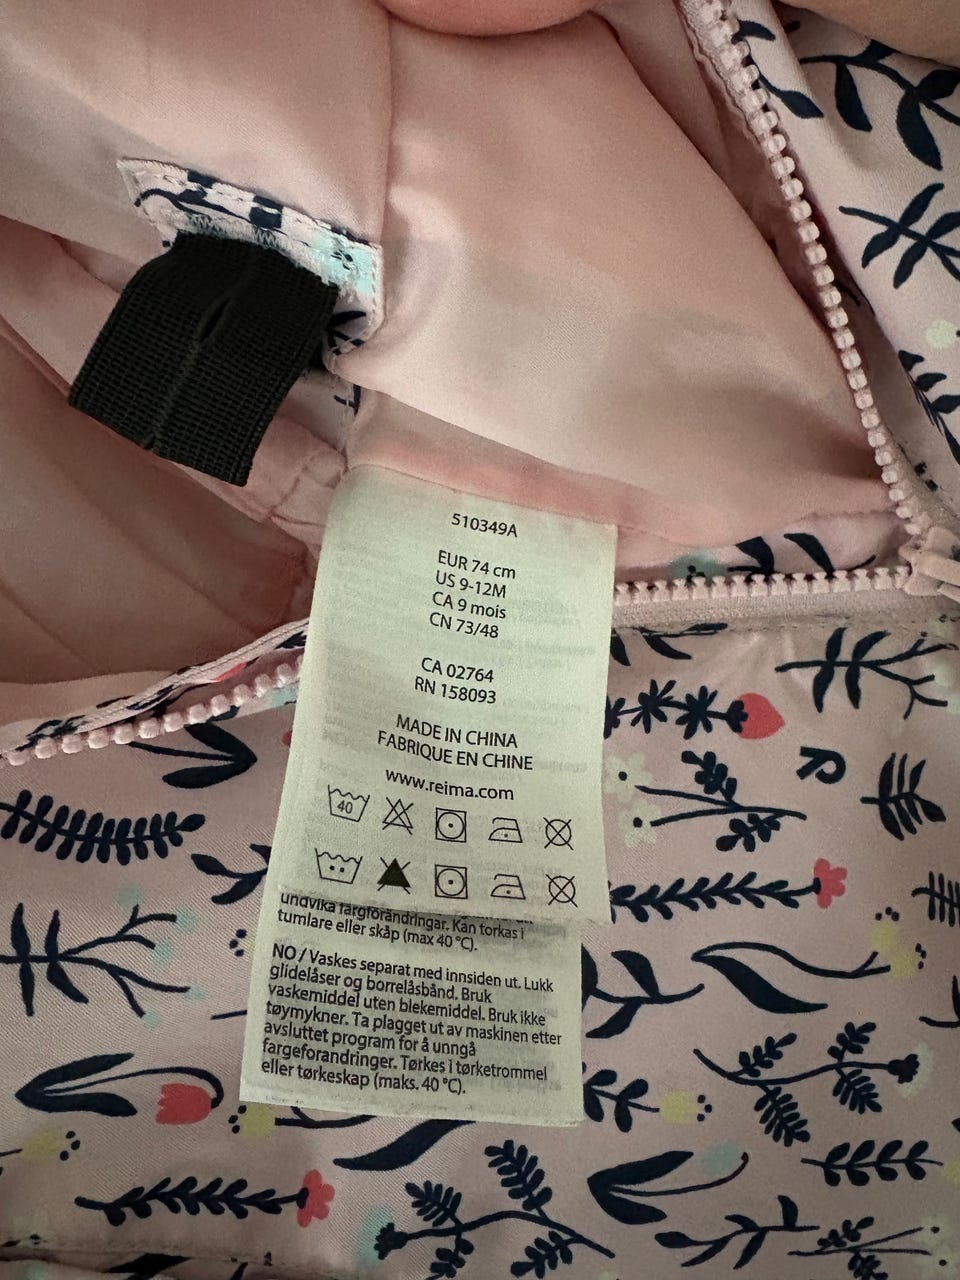 510349A
EUR 74 cm
US 9-12M
CA 9 mois
CN 73/48
CA 02764
RN 158093
MADE IN CHINA
FABRIQUE EN CHINE
www.reima.com
40
undvika färgförändringar. Kan torkas i
tumlare eller skåp (max 40 °C).
NO / Vaskes separat med innsiden ut. Lukk
glidelåser og borrelåsbånd. Bruk
vaskemiddel uten blekemiddel. Bruk ikke
tøymykner. Ta plagget ut av maskinen etter
avsluttet program for å unngå
fargeforandringer. Tørkes i tørketrommel
eller tørkeskap (maks. 40 °C).